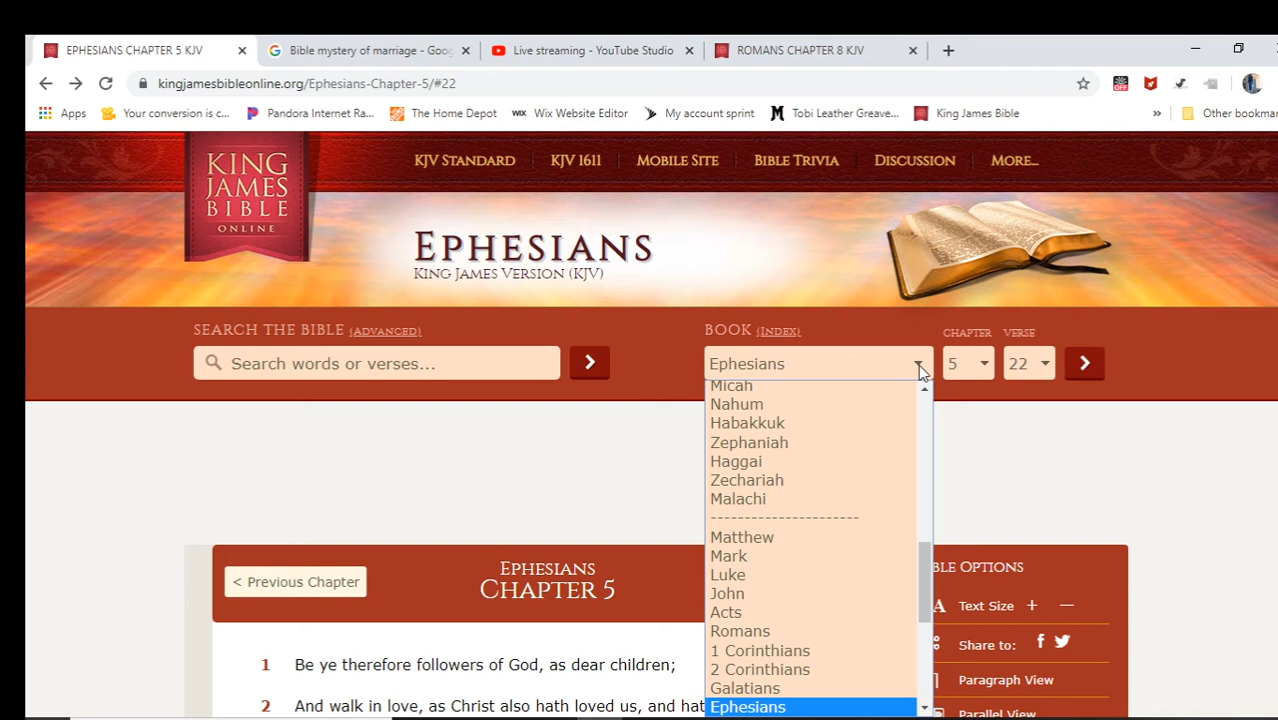 EPHESIANS CHAPTER 5 KJV
Bible mystery of marriage - Goo
Live streaming - YouTube Studio
ROMANS CHAPTER 8 KJV
kingjamesbibleonline.org/Ephesians-Chapter-5/#22
OFF
Apps
Your conversion is c...
Pandora Internet Ra...
The Home Depot
WIX Wix Website Editor
My account sprint
Tobi Leather Greave...
King James Bible
»
Other bookmar
KING JAMES BIBLE ONLINE
KJV STANDARD
KJV 1611
MOBILE SITE
BIBLE TRIVIA
DISCUSSION
MORE...
EPHESIANS
KING JAMES VERSION (KJV)
SEARCH THE BIBLE (ADVANCED)
BOOK (INDEX)
CHAPTER
VERSE
Search words or verses...
Ephesians
5
22
Micah
Nahum
Habakkuk
Zephaniah
Haggai
Zechariah
Malachi
----------------------
Matthew
Mark
Luke
John
Acts
Romans
1 Corinthians
2 Corinthians
Galatians
Ephesians
< Previous Chapter
EPHESIANS
CHAPTER 5
1 Be ye therefore followers of God, as dear children;
2 And walk in love, as Christ also hath loved us, and hat
BLE OPTIONS
A Text Size + —
Share to:
Paragraph View
Parallel View